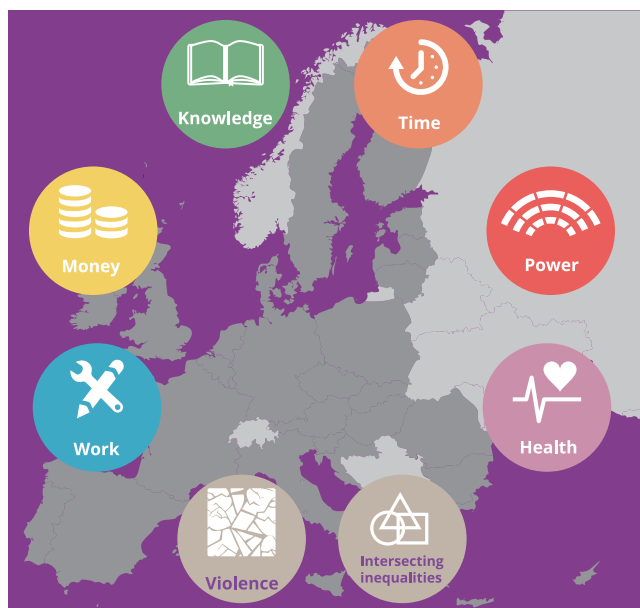 Knowledge
Time
Money
Power
Work
Health
Violence
Intersecting
inequalities